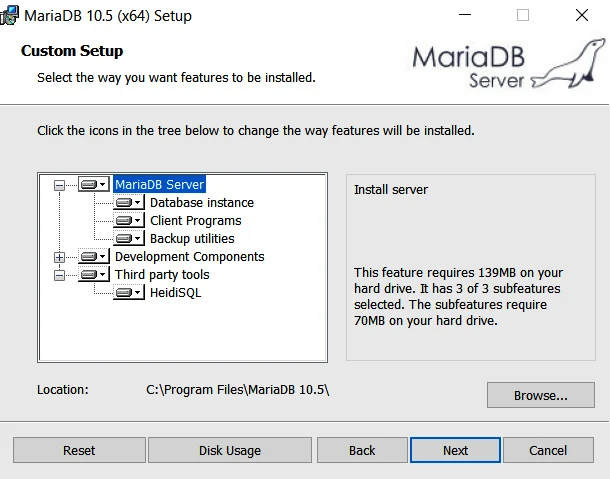 MariaDB 10.5 (x64) Setup
Custom Setup
Select the way you want features to be installed.
MariaDB
Server
Click the icons in the tree below to change the way features will be installed.
MariaDB Server
Database instance
Client Programs
Backup utilities
Development Components
Third party tools
HeidiSQL
Install server
This feature requires 139MB on your
hard drive. It has 3 of 3 subfeatures
selected. The subfeatures require
70MB on your hard drive.
Location: C:\Program Files\MariaDB 10.5\
Browse...
Reset Disk Usage Back Next Cancel